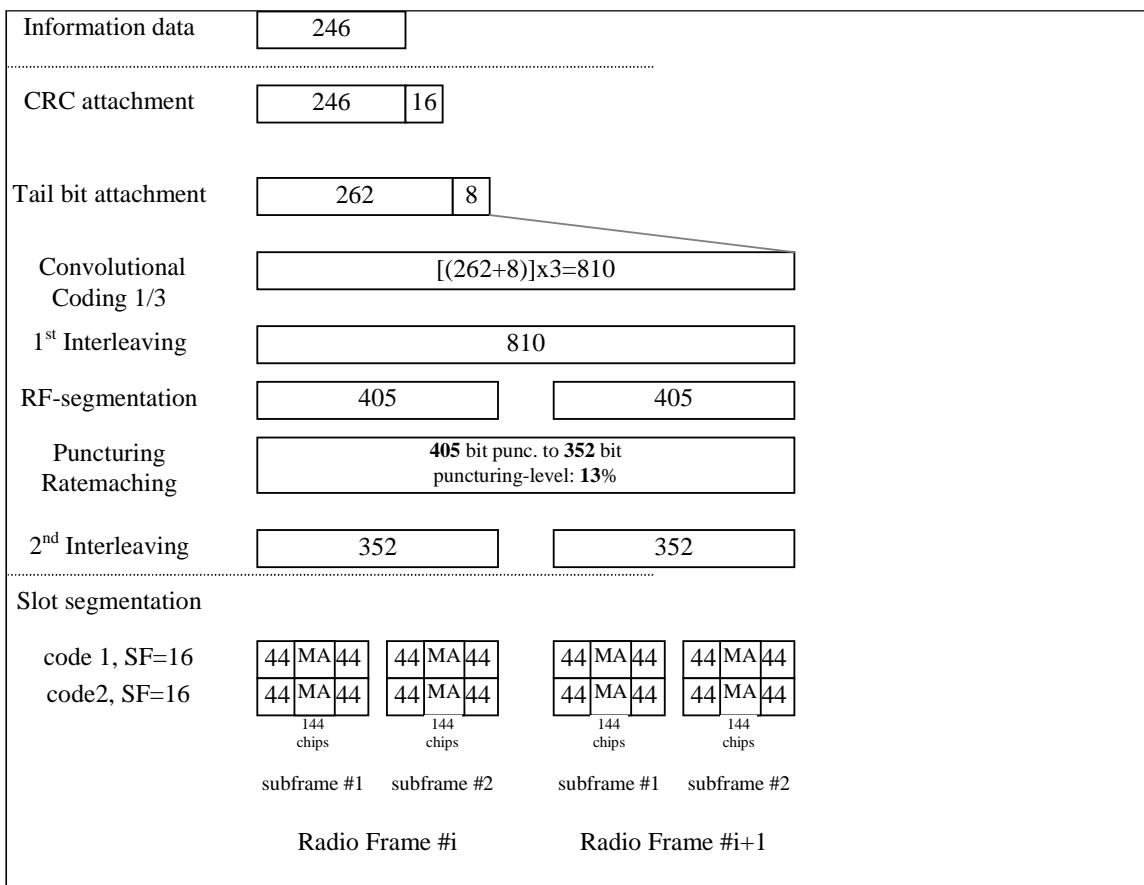 Information data 246
CRC attachment 246 16
Tail bit attachment 262 8
Convolutional
Coding 1/3
[(262+8)]x3=810
1st Interleaving 810
RF-segmentation 405 405
Puncturing
Ratemaching
405 bit punc. to 352 bit
puncturing-level: 13%
2nd Interleaving 352 352
Slot segmentation
code 1, SF=16 44 MA 44 44 MA 44 44 MA 44 44 MA 44
code2, SF=16 44 MA 44 44 MA 44 44 MA 44 44 MA 44
144 144 144 144
chips chips chips chips
subframe #1 subframe #2 subframe #1 subframe #2
Radio Frame #i Radio Frame #i+1